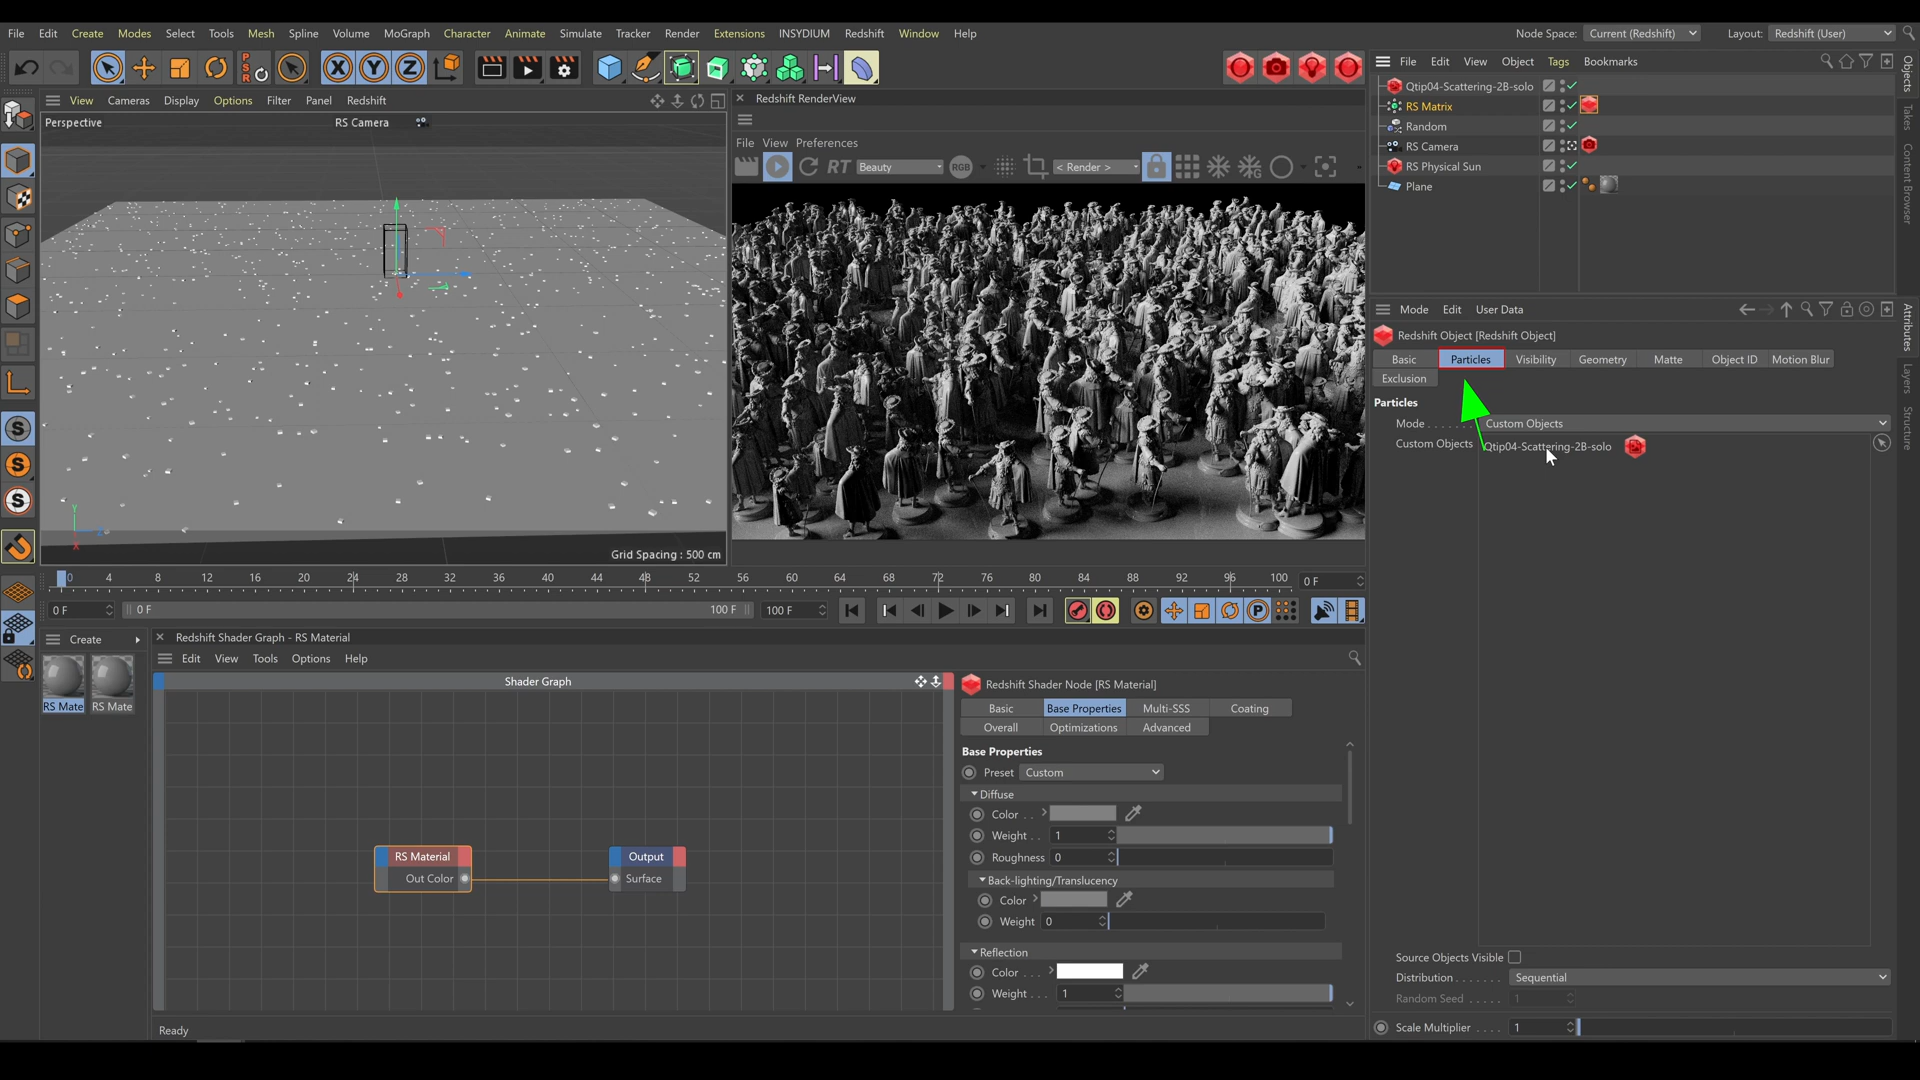 File Edit Create Modes Select Tools Mesh Spline Volume MoGraph Character Animate Simulate Tracker Render Extensions INSYDIUM Redshift Window Help Node Space: Current (Redshift) Layout: Redshift (User)
PSR X Y Z
View Cameras Display Options Filter Panel Redshift
Perspective RS Camera
Grid Spacing : 500 cm
Y Z X
Redshift RenderView
File View Preferences
RT Beauty RGB < Render >
File Edit View Object Tags Bookmarks
Qtip04-Scattering-2B-solo
RS Matrix
Random
RS Camera
RS Physical Sun
Plane
Objects
Takes
Content Browser
Mode Edit User Data
Redshift Object [Redshift Object]
Basic Particles Visibility Geometry Matte Object ID Motion Blur
Exclusion
Particles
Mode . . . . . . . Custom Objects
Custom Objects Qtip04-Scattering-2B-solo
Attributes
Layers
Structure
Source Objects Visible
Distribution . . . . . . . Sequential
Random Seed . . . . . 1
Scale Multiplier . . . . 1
0 4 8 12 16 20 24 28 32 36 40 44 48 52 56 60 64 68 72 76 80 84 88 92 96 100 0 F
0 F 0 F 100 F 100 F P
Create
RS Mate RS Mate
Redshift Shader Graph - RS Material
Edit View Tools Options Help
Shader Graph
RS Material
Out Color
Output
Surface
Redshift Shader Node [RS Material]
Basic Base Properties Multi-SSS Coating
Overall Optimizations Advanced
Base Properties
Preset Custom
Diffuse
Color . .
Weight . . 1
Roughness 0
Back-lighting/Translucency
Color
Weight 0
Reflection
Color . . .
Weight . . . 1
Ready
S
S
S